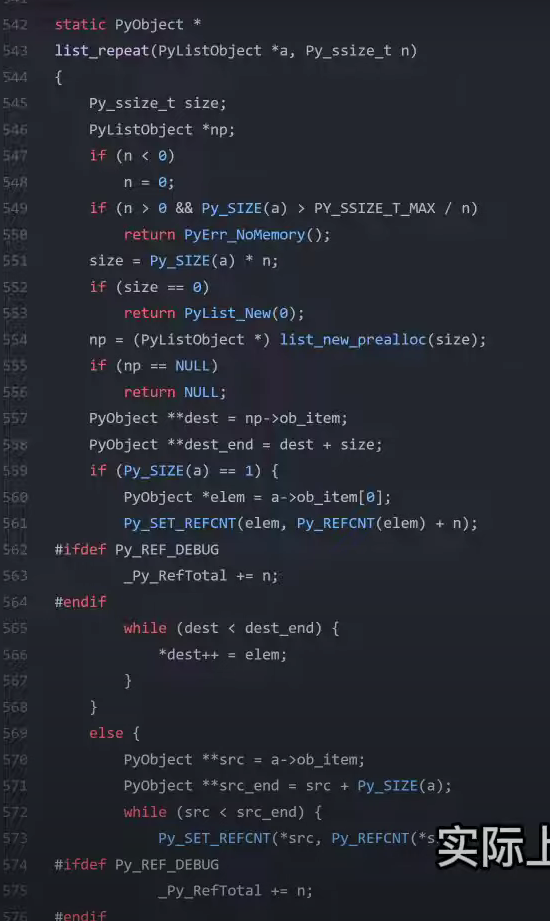 542 static PyObject *
543 list_repeat(PyListObject *a, Py_ssize_t n)
544 {
545     Py_ssize_t size;
546     PyListObject *np;
547     if (n < 0)
548         n = 0;
549     if (n > 0 && Py_SIZE(a) > PY_SSIZE_T_MAX / n)
550         return PyErr_NoMemory();
551     size = Py_SIZE(a) * n;
552     if (size == 0)
553         return PyList_New(0);
554     np = (PyListObject *) list_new_prealloc(size);
555     if (np == NULL)
556         return NULL;
557     PyObject **dest = np->ob_item;
558     PyObject **dest_end = dest + size;
559     if (Py_SIZE(a) == 1) {
560         PyObject *elem = a->ob_item[0];
561         Py_SET_REFCNT(elem, Py_REFCNT(elem) + n);
562 #ifdef Py_REF_DEBUG
563         _Py_RefTotal += n;
564 #endif
565         while (dest < dest_end) {
566             *dest++ = elem;
567         }
568     }
569     else {
570         PyObject **src = a->ob_item;
571         PyObject **src_end = src + Py_SIZE(a);
572         while (src < src_end) {
573             Py_SET_REFCNT(*src, Py_REFCNT(*s
实际上
574 #ifdef Py_REF_DEBUG
575             _Py_RefTotal += n;
576 #endif